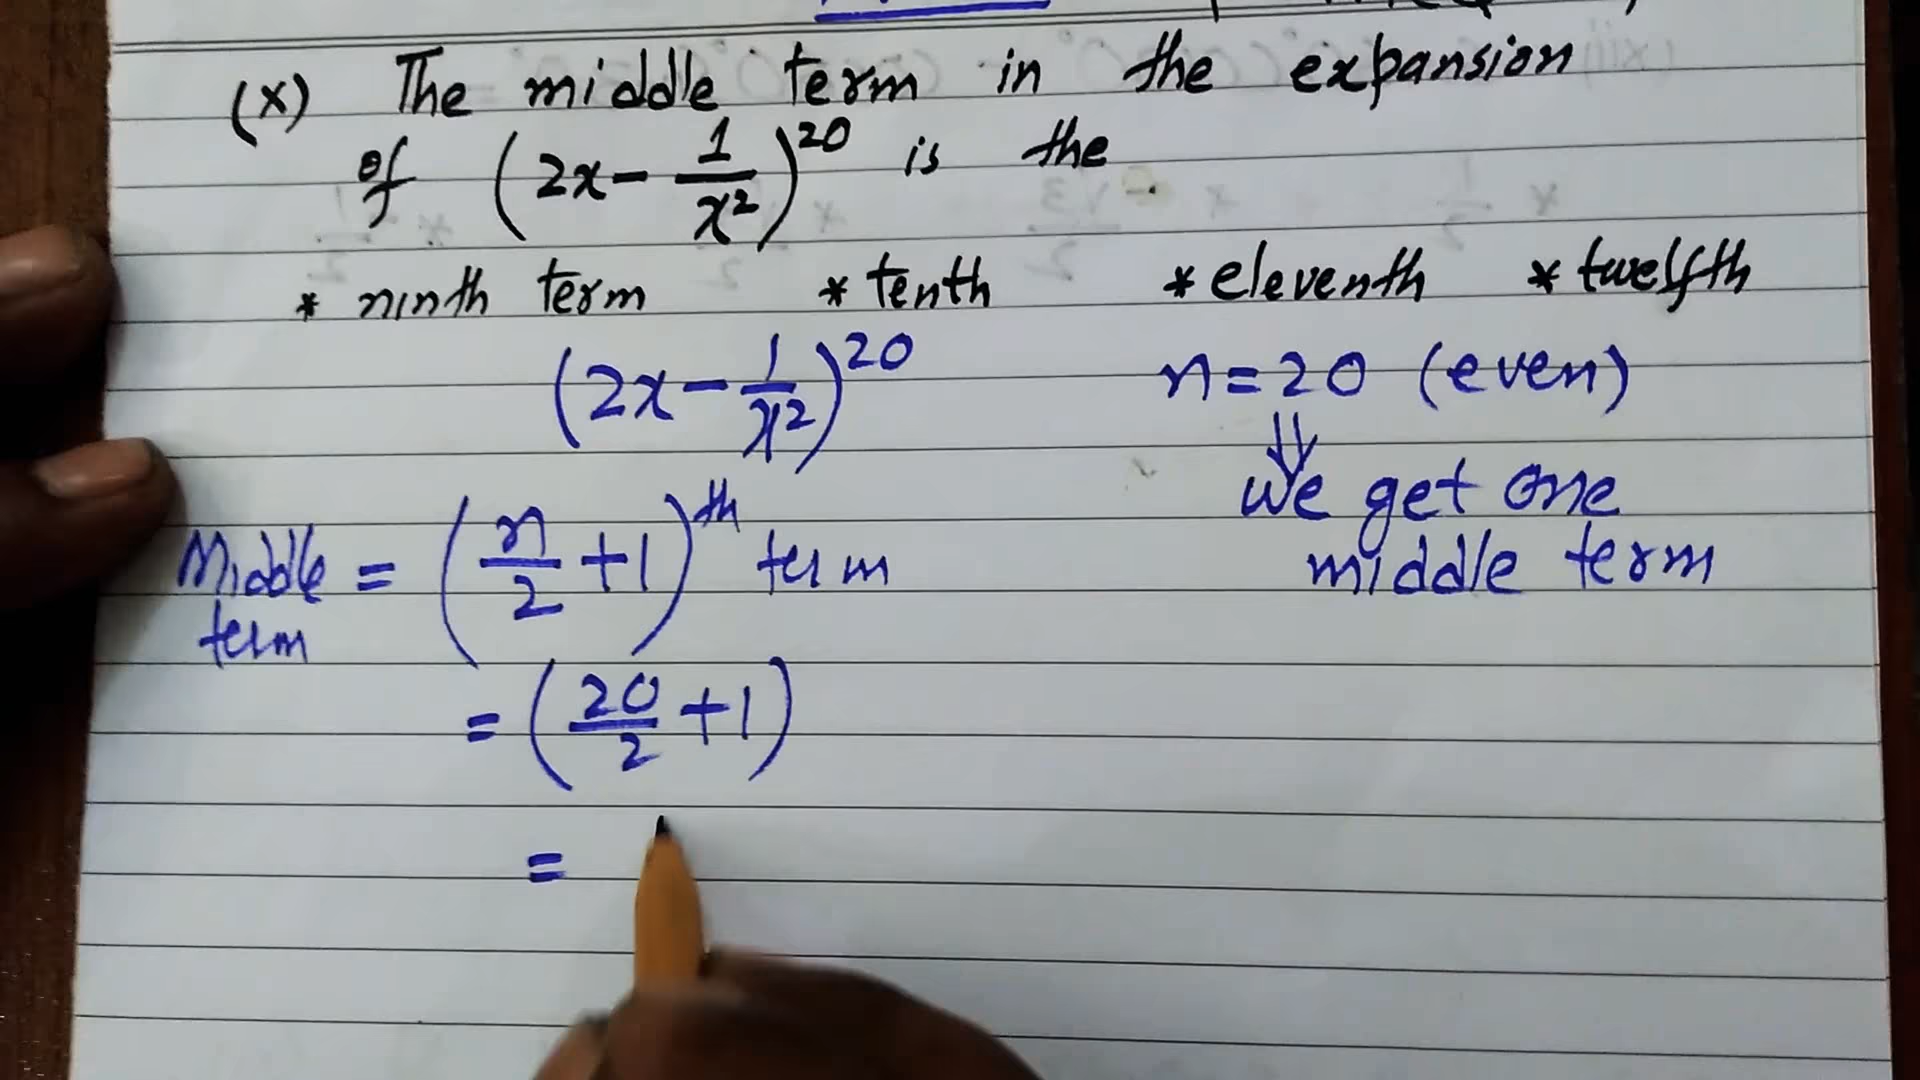 (x) The middle term in the expansion
of (2x - 1/x²)²⁰ is the
* ninth term * tenth * eleventh * twelfth
(2x - 1/x²)²⁰ n = 20 (even)
⇓
we get one
middle term
Middle term = (n/2 + 1)ᵗʰ term
= (20/2 + 1)
=